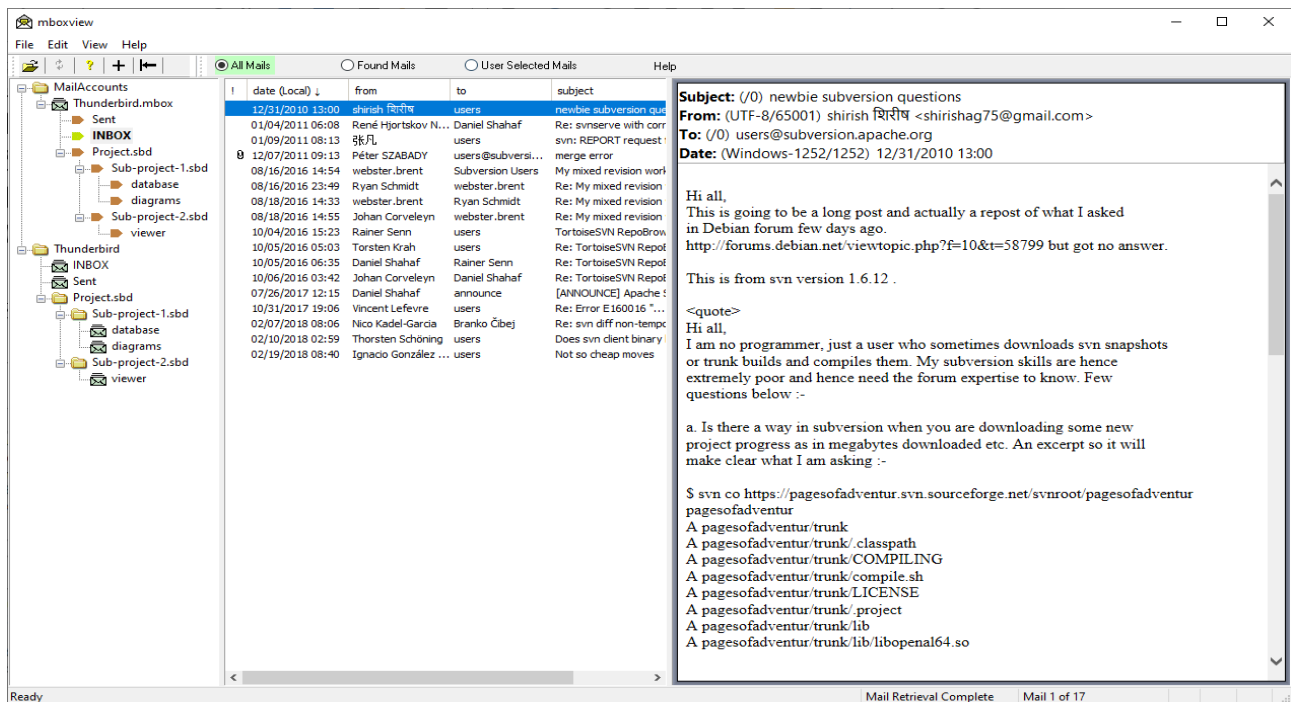 mboxview
File Edit View Help
All Mails Found Mails User Selected Mails Help
MailAccounts
Thunderbird.mbox
Sent
INBOX
Project.sbd
Sub-project-1.sbd
database
diagrams
Sub-project-2.sbd
viewer
Thunderbird
INBOX
Sent
Project.sbd
Sub-project-1.sbd
database
diagrams
Sub-project-2.sbd
viewer
! date (Local) ↓ from to subject
12/31/2010 13:00 shirish शिरीष users newbie subversion que
01/04/2011 06:08 René Hjortskov N... Daniel Shahaf Re: svnserve with corr
01/09/2011 08:13 张凡 users svn: REPORT request
12/07/2011 09:13 Péter SZABADY users@subversi... merge error
08/16/2016 14:54 webster.brent Subversion Users My mixed revision work
08/16/2016 23:49 Ryan Schmidt webster.brent Re: My mixed revision
08/18/2016 14:33 webster.brent Ryan Schmidt Re: My mixed revision
08/18/2016 14:55 Johan Corveleyn webster.brent Re: My mixed revision
10/04/2016 15:23 Rainer Senn users TortoiseSVN RepoBrow
10/05/2016 05:03 Torsten Krah users Re: TortoiseSVN RepoB
10/05/2016 06:35 Daniel Shahaf Rainer Senn Re: TortoiseSVN RepoB
10/06/2016 03:42 Johan Corveleyn Daniel Shahaf Re: TortoiseSVN RepoB
07/26/2017 12:15 Daniel Shahaf announce [ANNOUNCE] Apache S
10/31/2017 19:06 Vincent Lefevre users Re: Error E160016 "...
02/07/2018 08:06 Nico Kadel-Garcia Branko Čibej Re: svn diff non-tempo
02/10/2018 02:59 Thorsten Schöning users Does svn client binary
02/19/2018 08:40 Ignacio González ... users Not so cheap moves
Subject: (/0) newbie subversion questions
From: (UTF-8/65001) shirish शिरीष <shirishag75@gmail.com>
To: (/0) users@subversion.apache.org
Date: (Windows-1252/1252) 12/31/2010 13:00
Hi all,
This is going to be a long post and actually a repost of what I asked
in Debian forum few days ago.
http://forums.debian.net/viewtopic.php?f=10&t=58799 but got no answer.
This is from svn version 1.6.12 .
<quote>
Hi all,
I am no programmer, just a user who sometimes downloads svn snapshots
or trunk builds and compiles them. My subversion skills are hence
extremely poor and hence need the forum expertise to know. Few
questions below :-
a. Is there a way in subversion when you are downloading some new
project progress as in megabytes downloaded etc. An excerpt so it will
make clear what I am asking :-
$ svn co https://pagesofadventur.svn.sourceforge.net/svnroot/pagesofadventur
pagesofadventur
A pagesofadventur/trunk
A pagesofadventur/trunk/.classpath
A pagesofadventur/trunk/COMPILING
A pagesofadventur/trunk/compile.sh
A pagesofadventur/trunk/LICENSE
A pagesofadventur/trunk/.project
A pagesofadventur/trunk/lib
A pagesofadventur/trunk/lib/libopenal64.so
Ready Mail Retrieval Complete Mail 1 of 17